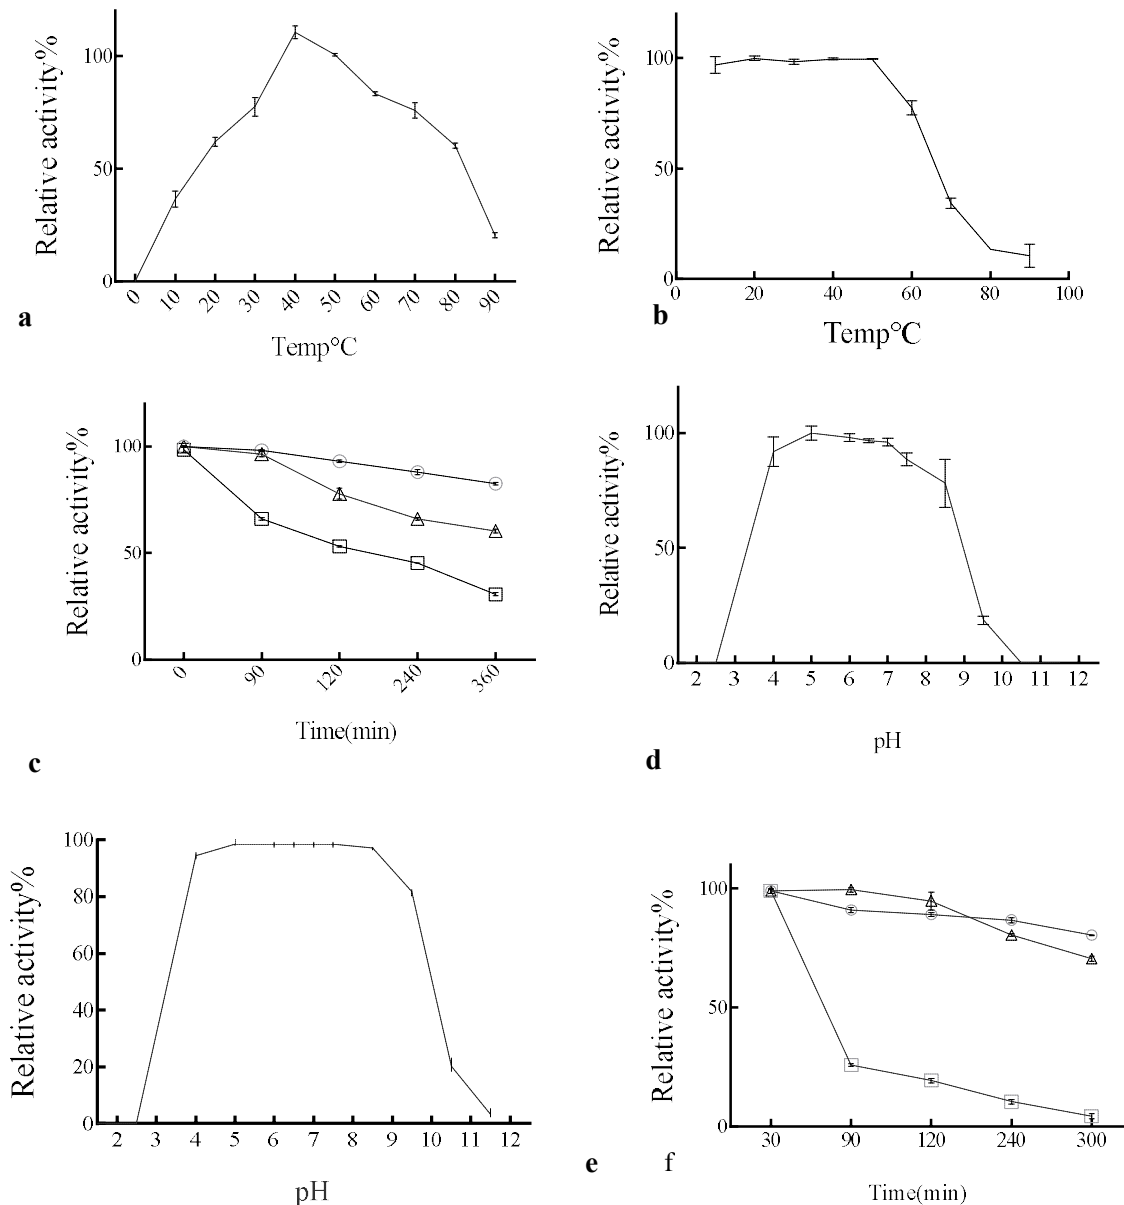 Relative activity%
100
50
0
0 10 20 30 40 50 60 70 80 90
Temp°C
a
Relative activity%
100
50
0
0 20 40 60 80 100
Temp°C
b
Relative activity%
100
50
0
0 90 120 240 360
Time(min)
c
Relative activity%
100
50
0
2 3 4 5 6 7 8 9 10 11 12
pH
d
Relative activity%
100
80
60
40
20
0
2 3 4 5 6 7 8 9 10 11 12
pH
e
Relative activity%
100
50
0
30 90 120 240 300
Time(min)
f